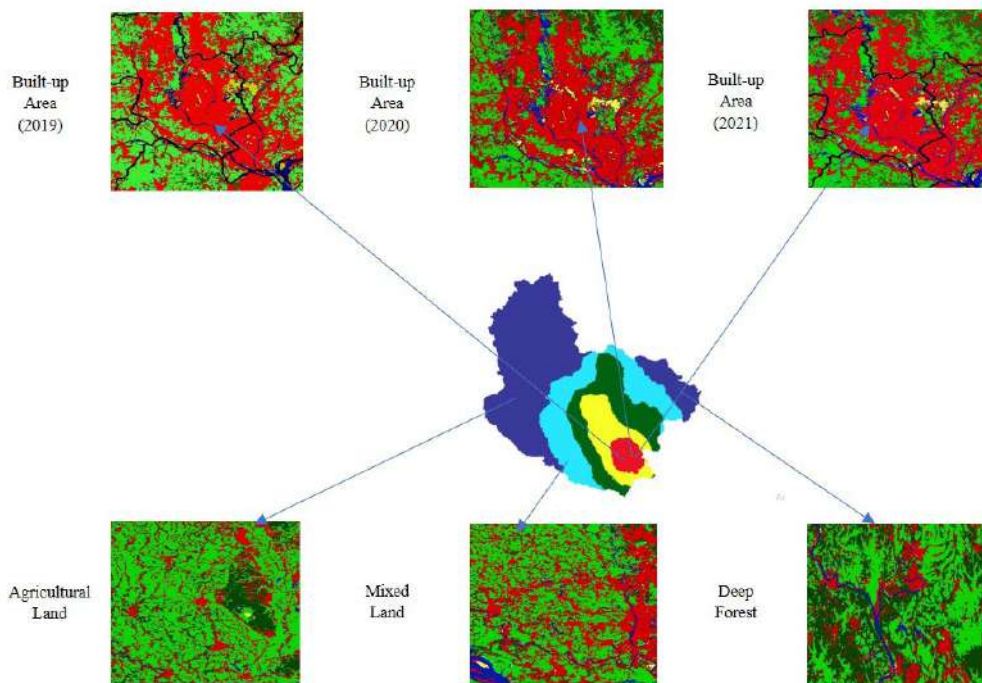 Built-up
Area
(2019)
Built-up
Area
(2020)
Built-up
Area
(2021)
Agricultural
Land
Mixed
Land
Deep
Forest